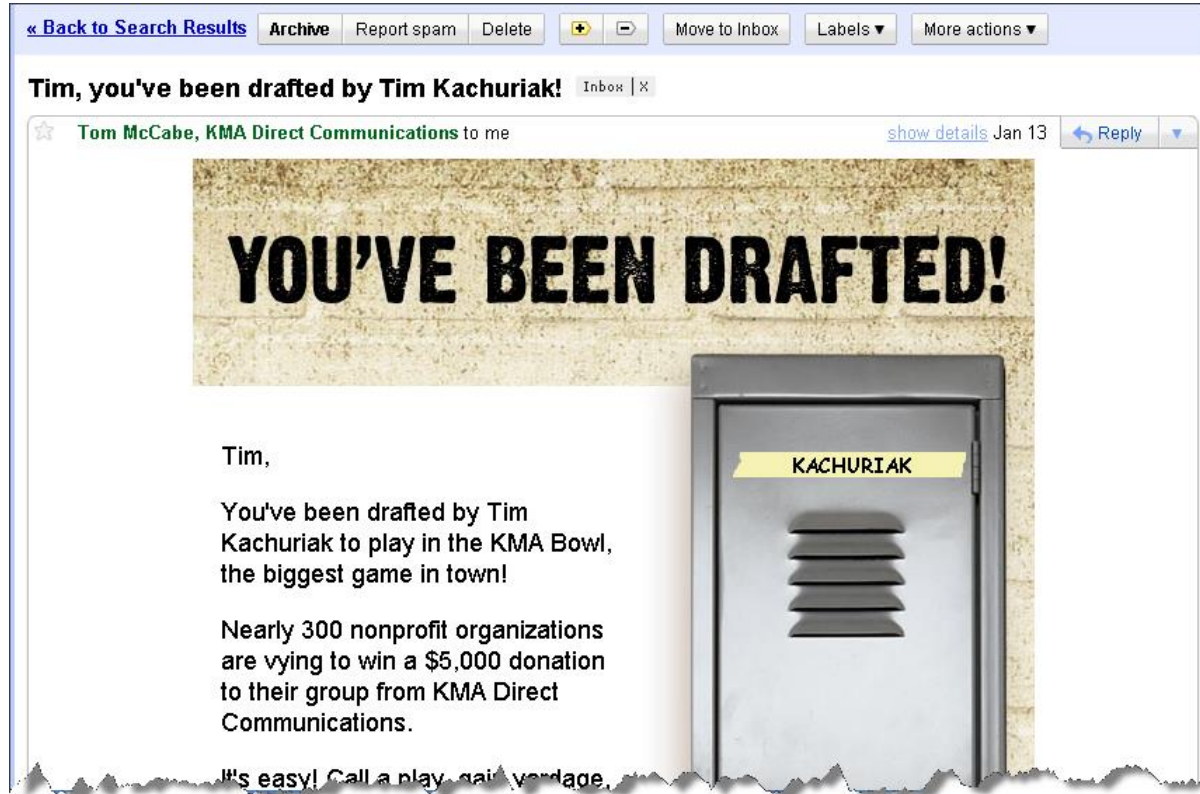 « Back to Search Results Archive Report spam Delete Move to Inbox Labels ▾ More actions ▾
Tim, you've been drafted by Tim Kachuriak! Inbox | X
Tom McCabe, KMA Direct Communications to me show details Jan 13 Reply
YOU'VE BEEN DRAFTED!
KACHURIAK
Tim,
You've been drafted by Tim
Kachuriak to play in the KMA Bowl,
the biggest game in town!
Nearly 300 nonprofit organizations
are vying to win a $5,000 donation
to their group from KMA Direct
Communications.
It's easy! Call a play, gain yardage,